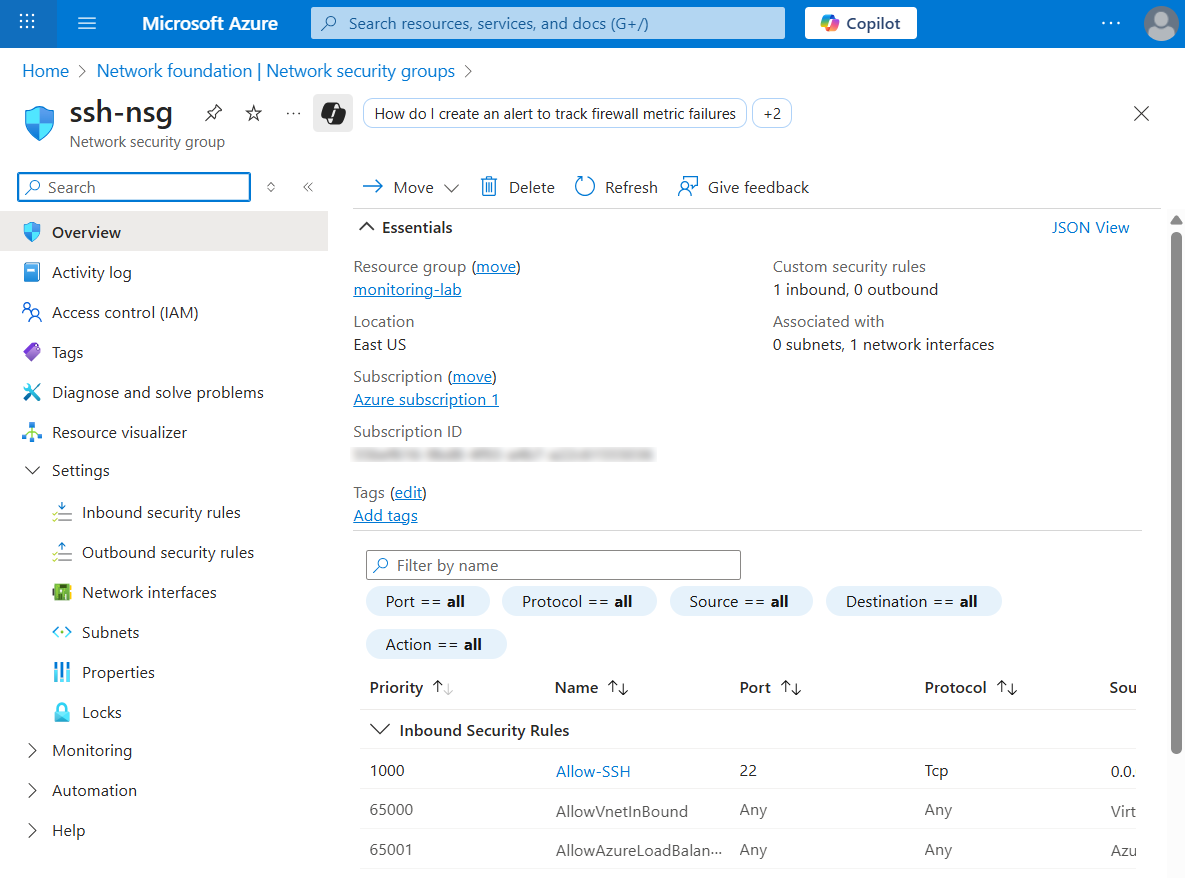 Microsoft Azure
Search resources, services, and docs (G+/)
Copilot
Home > Network foundation | Network security groups >
ssh-nsg
Network security group
How do I create an alert to track firewall metric failures
+2
Search
Overview
Activity log
Access control (IAM)
Tags
Diagnose and solve problems
Resource visualizer
Settings
Inbound security rules
Outbound security rules
Network interfaces
Subnets
Properties
Locks
Monitoring
Automation
Help
Move
Delete
Refresh
Give feedback
Essentials
JSON View
Resource group (move)
monitoring-lab
Location
East US
Subscription (move)
Azure subscription 1
Subscription ID
Custom security rules
1 inbound, 0 outbound
Associated with
0 subnets, 1 network interfaces
Tags (edit)
Add tags
Filter by name
Port == all
Protocol == all
Source == all
Destination == all
Action == all
Priority Name Port Protocol Sou
Inbound Security Rules
1000 Allow-SSH 22 Tcp 0.0.
65000 AllowVnetInBound Any Any Virt
65001 AllowAzureLoadBalan... Any Any Azu